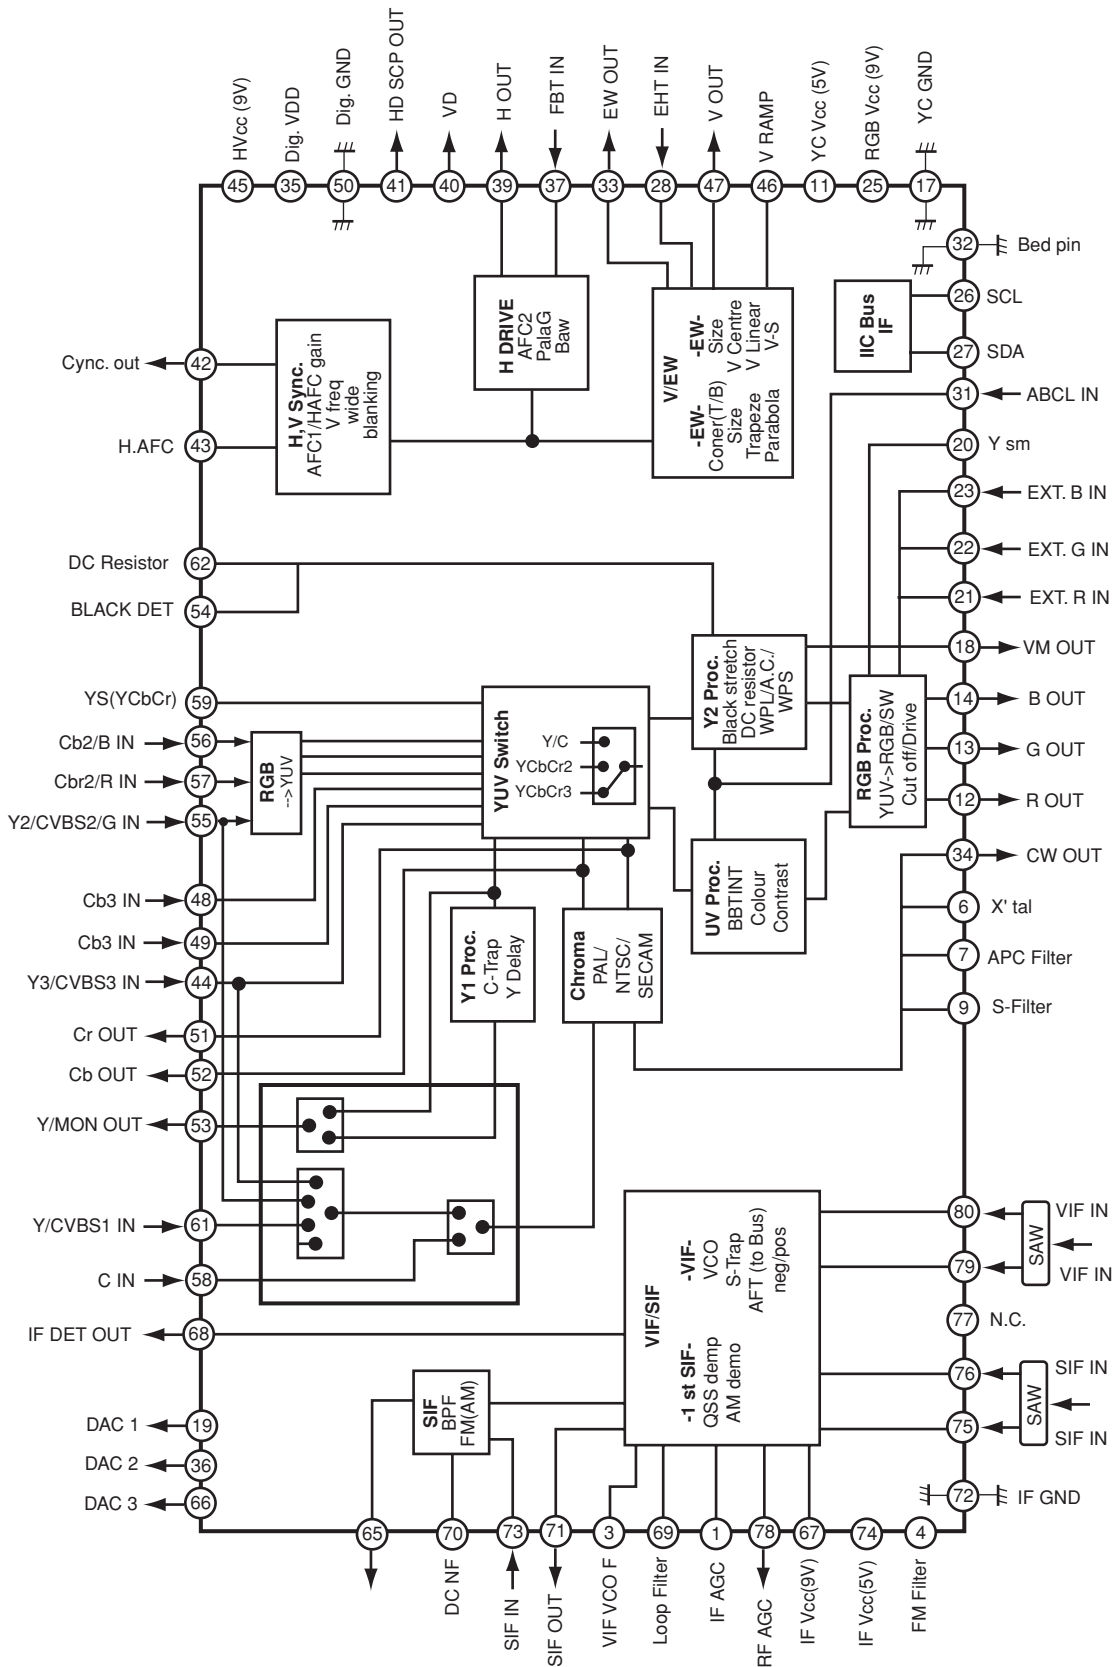 HVcc (9V)
Dig. VDD
Dig. GND
HD SCP OUT
VD
H OUT
FBT IN
EW OUT
EHT IN
V OUT
V RAMP
YC Vcc (5V)
RGB Vcc (9V)
YC GND
45
35
50
41
40
39
37
33
28
47
46
11
25
17
32
Bed pin
26
SCL
27
SDA
31
ABCL IN
20
Y sm
23
EXT. B IN
22
EXT. G IN
21
EXT. R IN
18
VM OUT
14
B OUT
13
G OUT
12
R OUT
34
CW OUT
6
X' tal
7
APC Filter
9
S-Filter
80
VIF IN
79
VIF IN
SAW
77
N.C.
76
SIF IN
75
SIF IN
SAW
72
IF GND
Cync. out
42
H.AFC
43
DC Resistor
62
BLACK DET
54
YS(YCbCr)
59
Cb2/B IN
56
Cbr2/R IN
57
Y2/CVBS2/G IN
55
Cb3 IN
48
Cb3 IN
49
Y3/CVBS3 IN
44
Cr OUT
51
Cb OUT
52
Y/MON OUT
53
Y/CVBS1 IN
61
C IN
58
IF DET OUT
68
DAC 1
19
DAC 2
36
DAC 3
66
H,V Sync.
AFC1/HAFC gain
V freq
wide
blanking
H DRIVE
AFC2
PalaG
Baw
V/EW
-EW-
Coner(T/B)
Size
Trapeze
Parabola
-EW-
Size
V Centre
V Linear
V-S
IIC Bus
IF
RGB
-->YUV
YUV Switch
Y/C
YCbCr2
YCbCr3
Y2 Proc.
Black stretch
DC resistor
WPL/A.C./
WPS
RGB Proc.
YUV->RGB/SW
Cut off/Drive
UV Proc.
BBTINT
Colour
Contrast
Y1 Proc.
C-Trap
Y Delay
Chroma
PAL/
NTSC/
SECAM
VIF/SIF
-1 st SIF-
QSS demp
AM demo
-VIF-
VCO
S-Trap
AFT (to Bus)
neg/pos
SIF
BPF
FM(AM)
65
70
73
71
3
69
1
78
67
74
4
DC NF
SIF IN
SIF OUT
VIF VCO F
Loop Filter
IF AGC
RF AGC
IF Vcc(9V)
IF Vcc(5V)
FM Filter